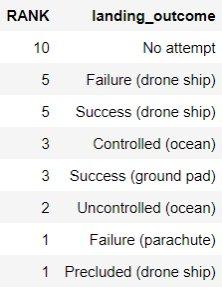 RANK landing_outcome
10 No attempt
5 Failure (drone ship)
5 Success (drone ship)
3 Controlled (ocean)
3 Success (ground pad)
2 Uncontrolled (ocean)
1 Failure (parachute)
1 Precluded (drone ship)